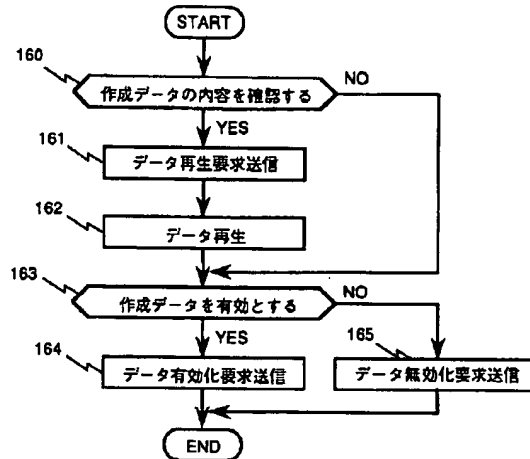 START
160
作成データの内容を確認する
NO
YES
161
データ再生要求送信
162
データ再生
163
作成データを有効とする
NO
YES
164
データ有効化要求送信
165
データ無効化要求送信
END